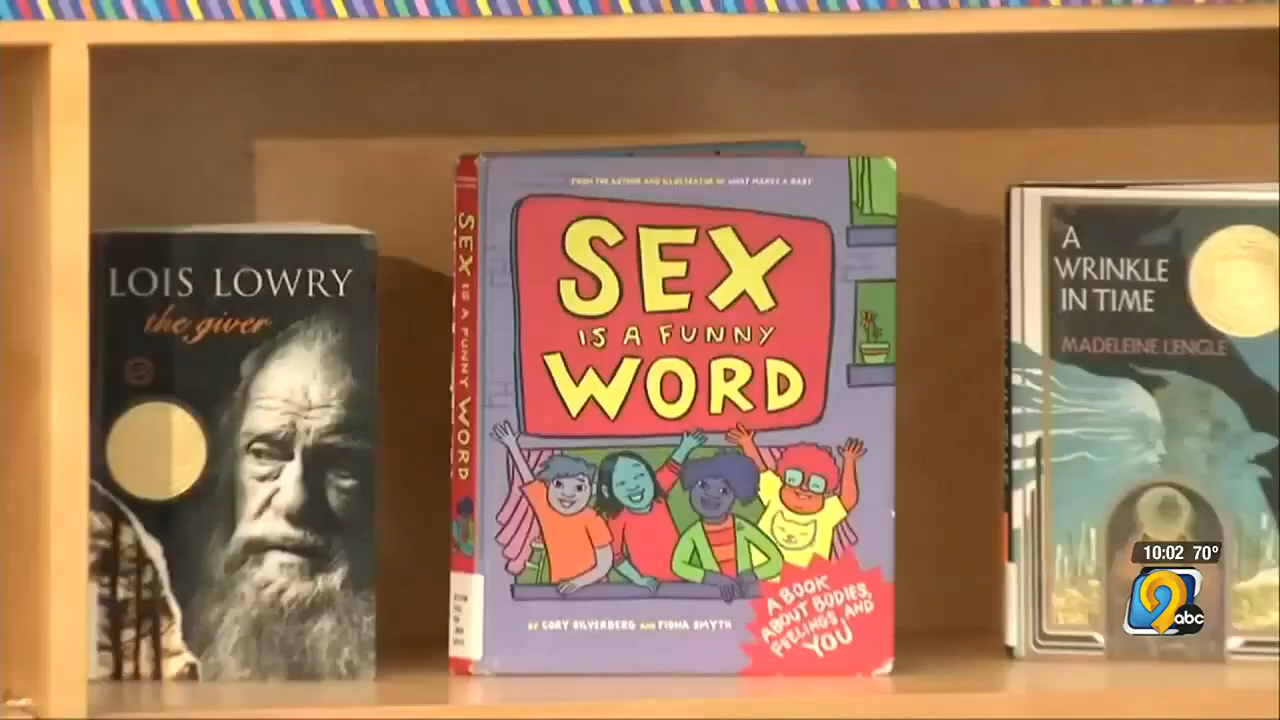 LOIS LOWRY
the giver
SEX IS A FUNNY WORD
FROM THE AUTHOR AND ILLUSTRATOR OF WHAT MAKES A BABY
SEX
IS A FUNNY
WORD
A BOOK
ABOUT BODIES,
FEELINGS, AND
YOU
BY CORY SILVERBERG AND FIONA SMYTH
A
WRINKLE
IN TIME
MADELEINE L'ENGLE
10:02 70°
9
abc